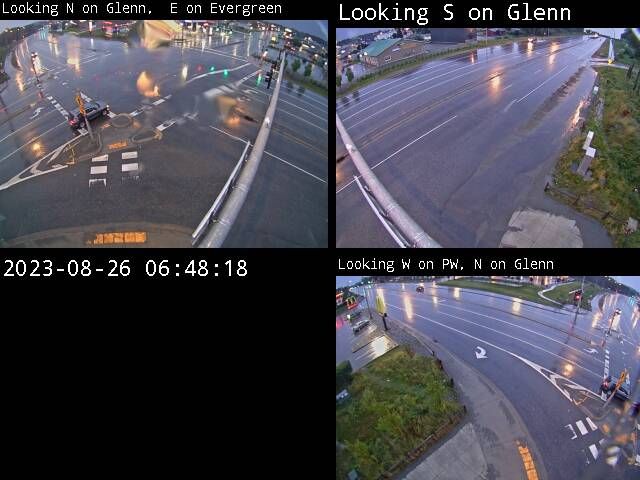 Looking N on Glenn, E on Evergreen
Looking S on Glenn
2023-08-26 06:48:18
Looking W on PW, N on Glenn